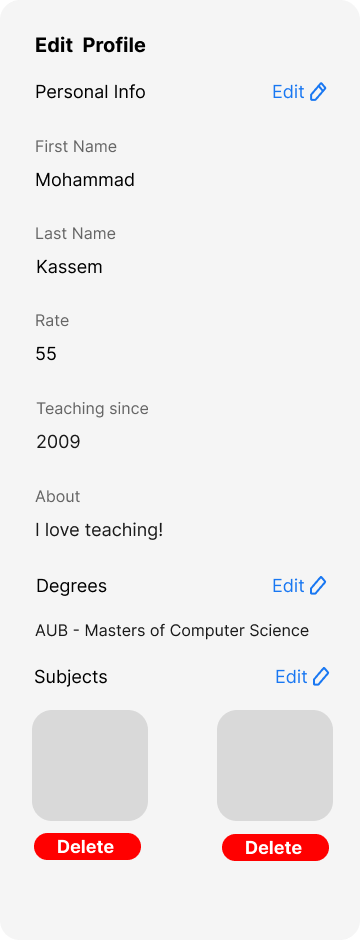 Edit Profile
Personal Info Edit
First Name
Mohammad
Last Name
Kassem
Rate
55
Teaching since
2009
About
I love teaching!
Degrees Edit
AUB - Masters of Computer Science
Subjects Edit
Delete Delete